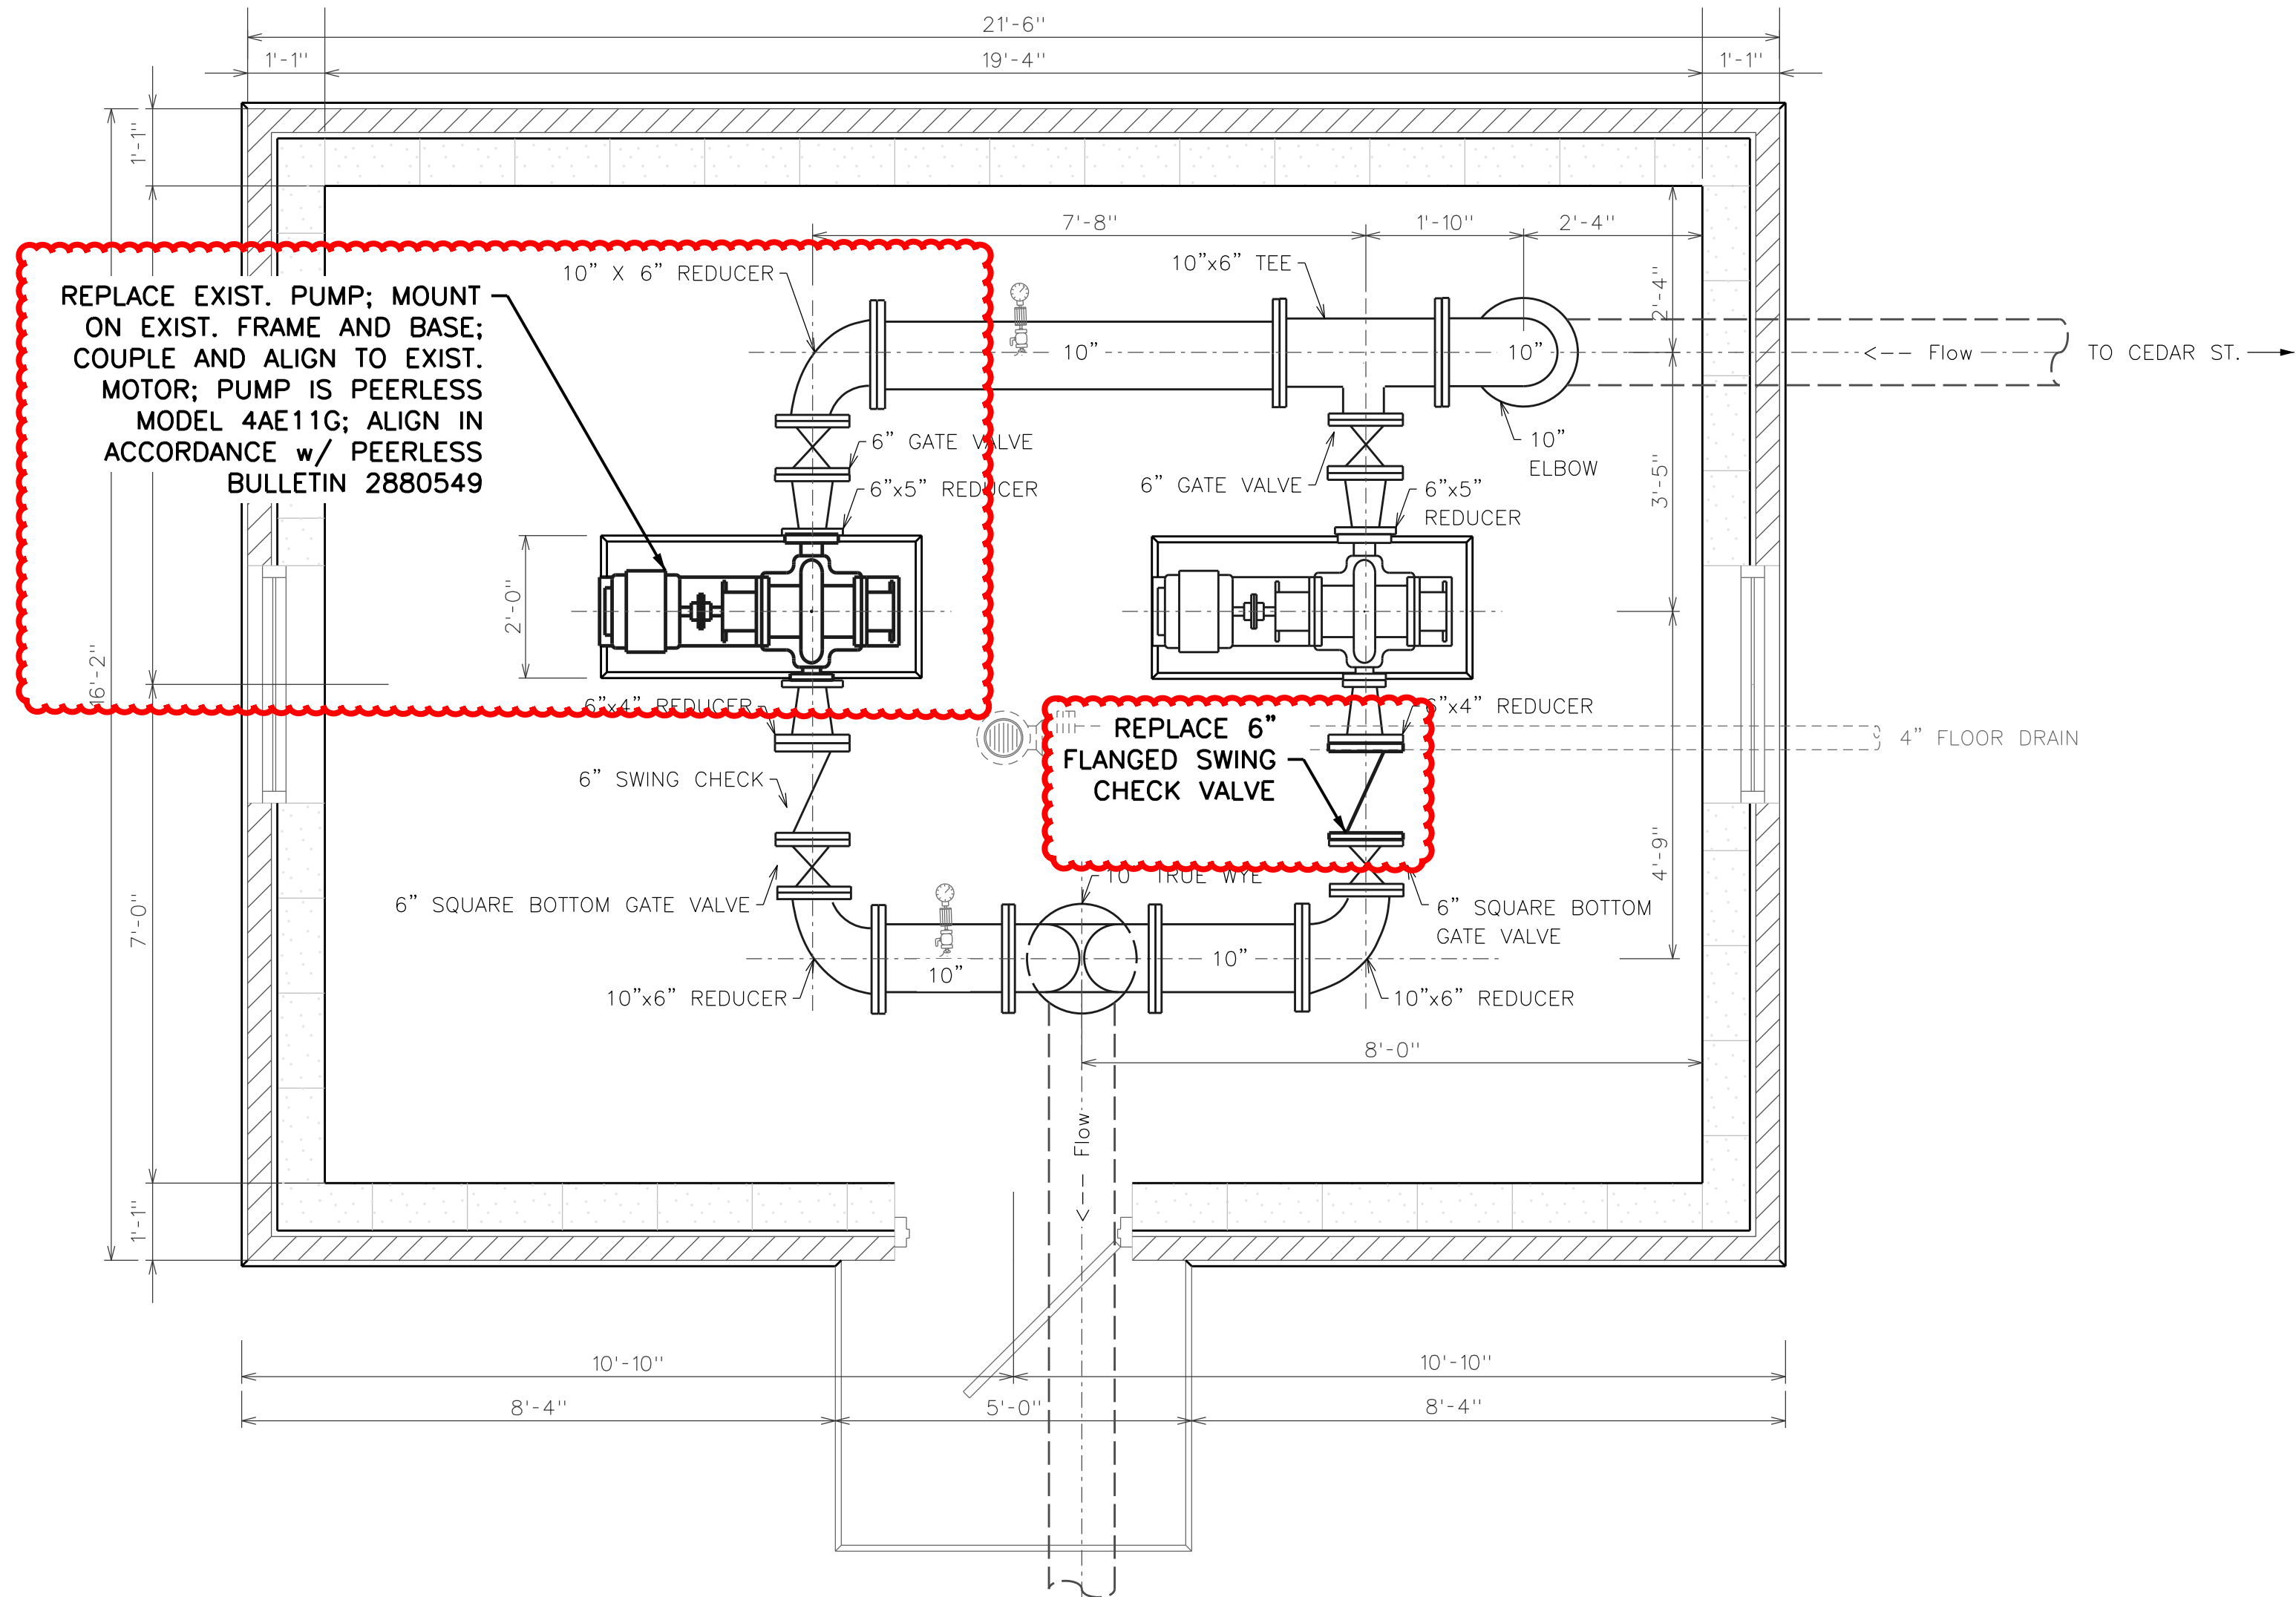 21'-6"
1'-1"
19'-4"
1'-1"
1'-1"
7'-8"
1'-10"
2'-4"
10” X 6” REDUCER
10”x6” TEE
2'-4"
REPLACE EXIST. PUMP; MOUNT
ON EXIST. FRAME AND BASE;
COUPLE AND ALIGN TO EXIST.
MOTOR; PUMP IS PEERLESS
MODEL 4AE11G; ALIGN IN
ACCORDANCE w/ PEERLESS
BULLETIN 2880549
10”
10”
<-- Flow
TO CEDAR ST.
6” GATE VALVE
10”
ELBOW
6”x5” REDUCER
6” GATE VALVE
6”x5”
REDUCER
3'-5"
2'-0"
16'-2"
6”x4” REDUCER
6”x4” REDUCER
REPLACE 6”
FLANGED SWING
CHECK VALVE
4” FLOOR DRAIN
6” SWING CHECK
4'-9"
10” TRUE WYE
6” SQUARE BOTTOM GATE VALVE
6” SQUARE BOTTOM
GATE VALVE
7'-0"
10”
10”
10”x6” REDUCER
10”x6” REDUCER
8'-0"
<-- Flow
1'-1"
10'-10"
10'-10"
8'-4"
5'-0"
8'-4"